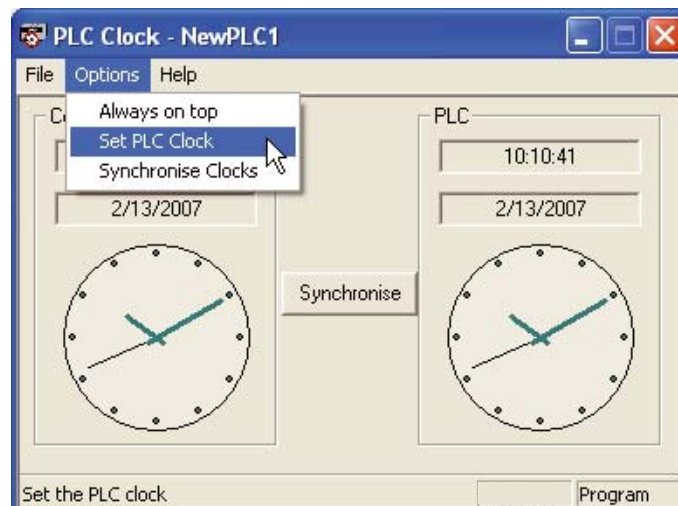 PLC Clock - NewPLC1
File Options Help
Always on top
Set PLC Clock
Synchronise Clocks
PLC
10:10:41
2/13/2007
2/13/2007
Synchronise
Set the PLC clock
Program